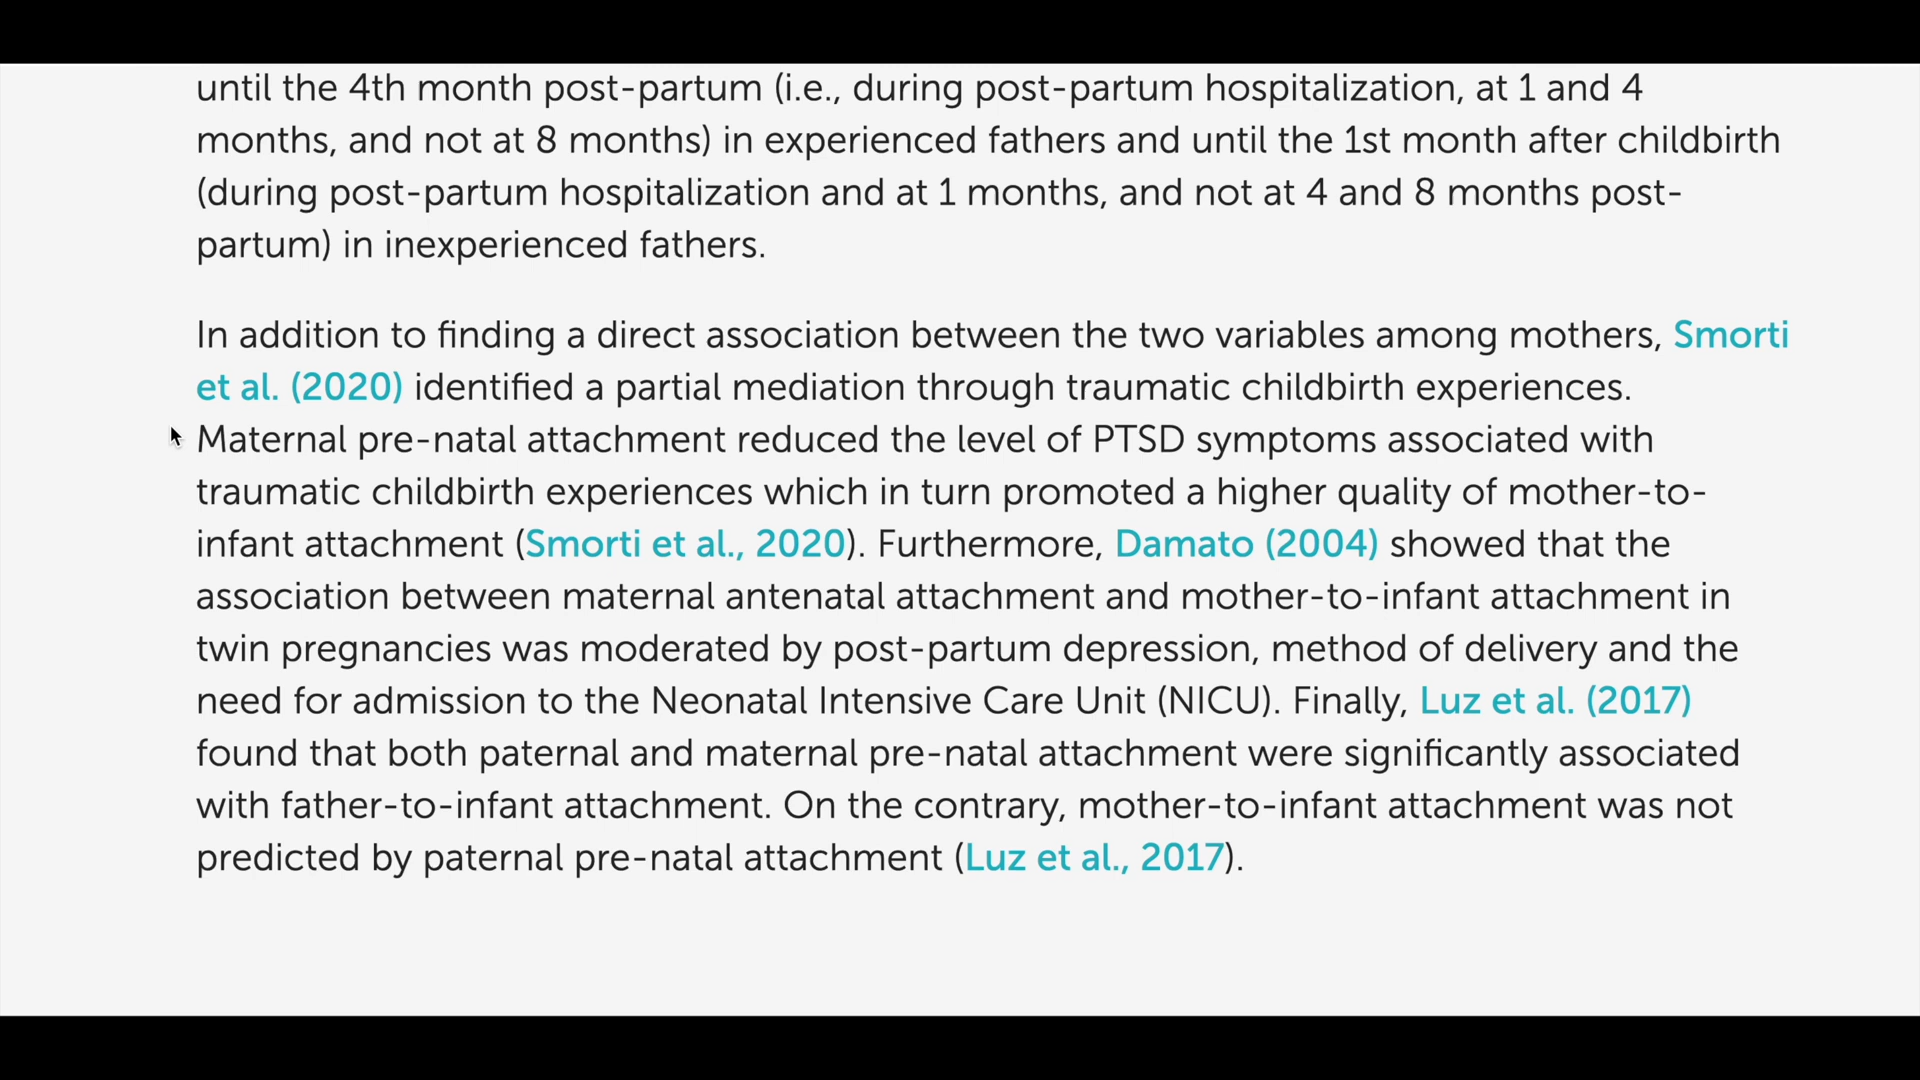 until the 4th month post-partum (i.e., during post-partum hospitalization, at 1 and 4
months, and not at 8 months) in experienced fathers and until the 1st month after childbirth
(during post-partum hospitalization and at 1 months, and not at 4 and 8 months post-
partum) in inexperienced fathers.
In addition to finding a direct association between the two variables among mothers, Smorti
et al. (2020) identified a partial mediation through traumatic childbirth experiences.
Maternal pre-natal attachment reduced the level of PTSD symptoms associated with
traumatic childbirth experiences which in turn promoted a higher quality of mother-to-
infant attachment (Smorti et al., 2020). Furthermore, Damato (2004) showed that the
association between maternal antenatal attachment and mother-to-infant attachment in
twin pregnancies was moderated by post-partum depression, method of delivery and the
need for admission to the Neonatal Intensive Care Unit (NICU). Finally, Luz et al. (2017)
found that both paternal and maternal pre-natal attachment were significantly associated
with father-to-infant attachment. On the contrary, mother-to-infant attachment was not
predicted by paternal pre-natal attachment (Luz et al., 2017).